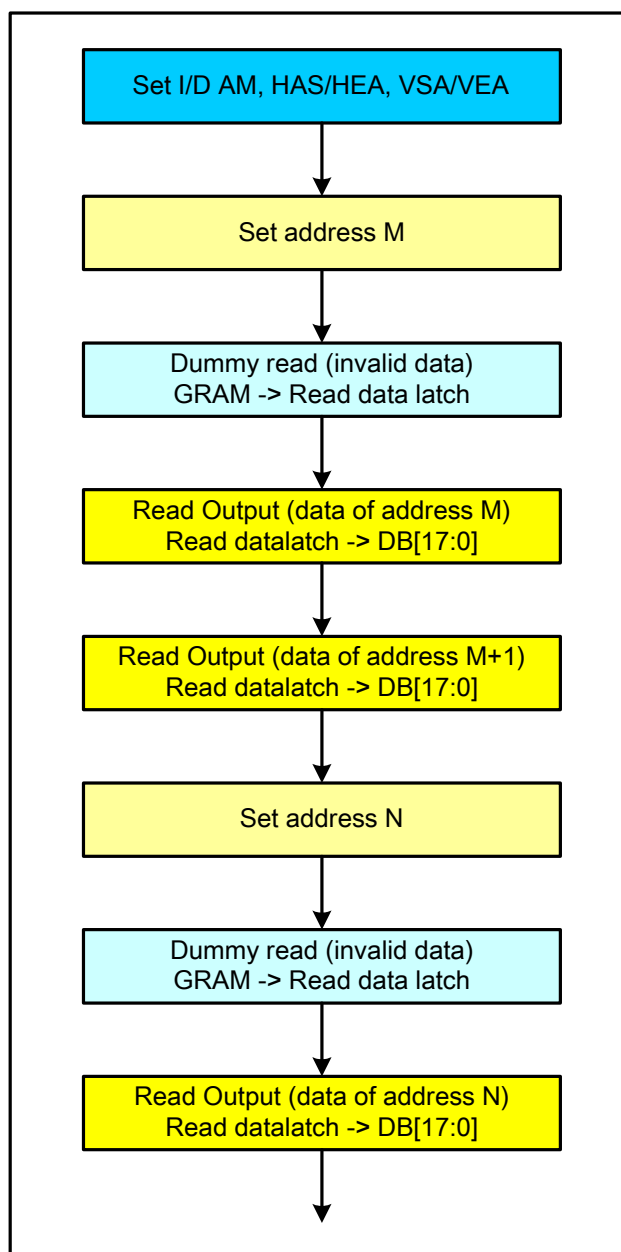 Set I/D AM, HAS/HEA, VSA/VEA
Set address M
Dummy read (invalid data)
GRAM -> Read data latch
Read Output (data of address M)
Read datalatch -> DB[17:0]
Read Output (data of address M+1)
Read datalatch -> DB[17:0]
Set address N
Dummy read (invalid data)
GRAM -> Read data latch
Read Output (data of address N)
Read datalatch -> DB[17:0]